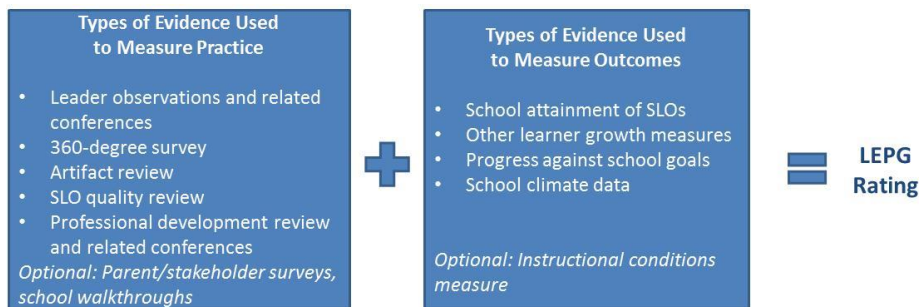 Types of Evidence Used
to Measure Practice
• Leader observations and related
conferences
• 360-degree survey
• Artifact review
• SLO quality review
• Professional development review
and related conferences
Optional: Parent/stakeholder surveys,
school walkthroughs
Types of Evidence Used
to Measure Outcomes
• School attainment of SLOs
• Other learner growth measures
• Progress against school goals
• School climate data
Optional: Instructional conditions
measure
LEPG
Rating